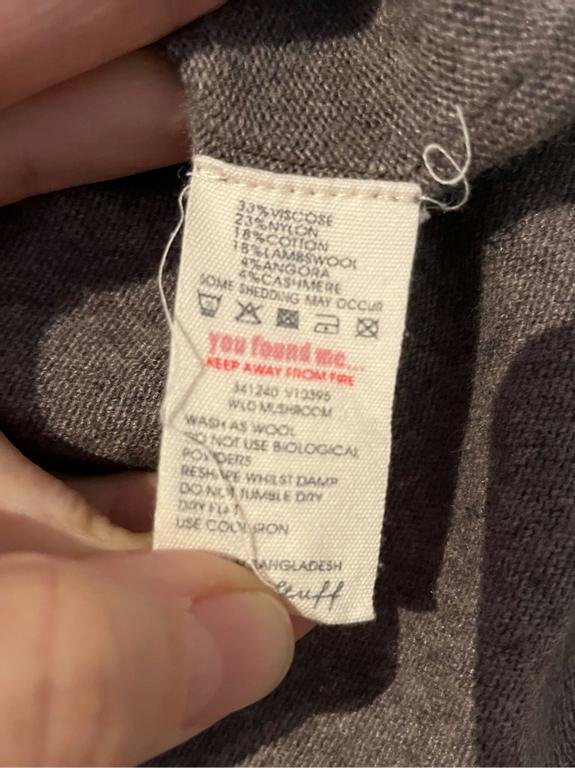 33%VISCOSE
23%NYLON
18%COTTON
18%LAMBSWOOL
4%ANGORA
4%CASHMERE
SOME SHEDDING MAY OCCUR
you found me...
KEEP AWAY FROM FIRE
341240 V10395
WILD MUSHROOM
WASH AS WOOL
DO NOT USE BIOLOGICAL
POWDERS
RESHAPE WHILST DAMP
DO NOT TUMBLE DRY
DRY FLAT
USE COOL IRON
BANGLADESH